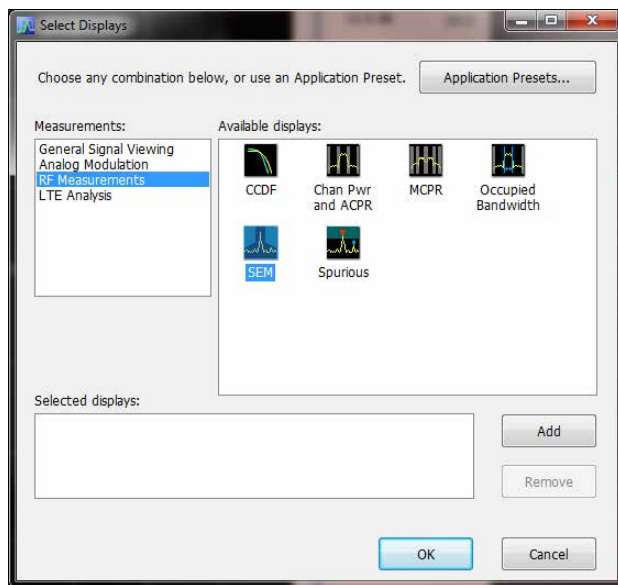 Select Displays
Choose any combination below, or use an Application Preset.
Application Presets...
Measurements:
General Signal Viewing
Analog Modulation
RF Measurements
LTE Analysis
Available displays:
CCDF
Chan Pwr
and ACPR
MCPR
Occupied
Bandwidth
SEM
Spurious
Selected displays:
Add
Remove
OK
Cancel